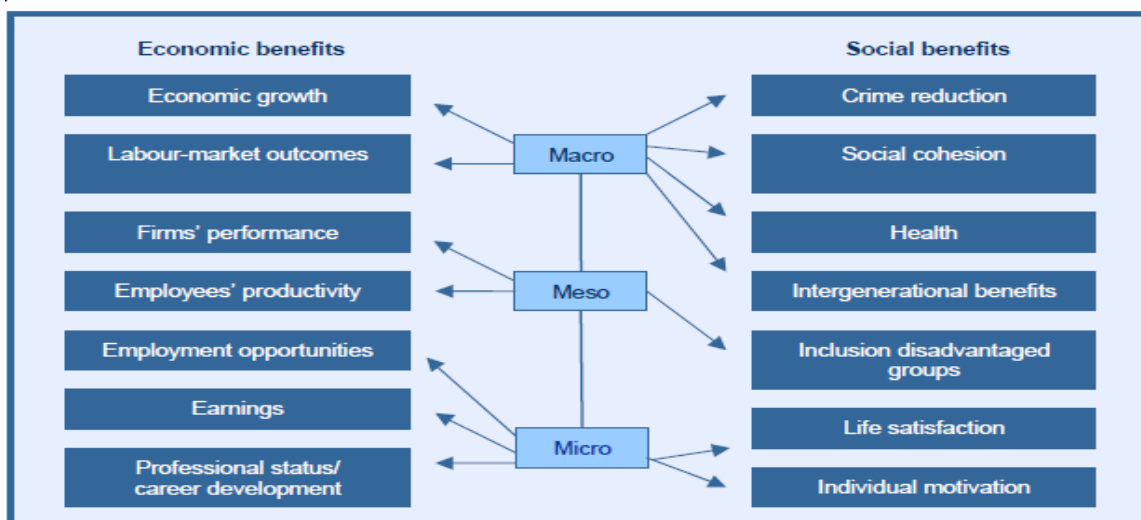 Economic benefits
Economic growth
Labour-market outcomes
Firms' performance
Employees' productivity
Employment opportunities
Earnings
Professional status/
career development
Macro
Meso
Micro
Social benefits
Crime reduction
Social cohesion
Health
Intergenerational benefits
Inclusion disadvantaged
groups
Life satisfaction
Individual motivation